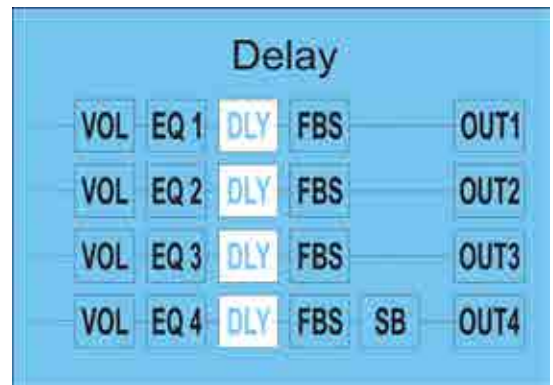 Delay
VOL EQ 1 DLY FBS OUT1
VOL EQ 2 DLY FBS OUT2
VOL EQ 3 DLY FBS OUT3
VOL EQ 4 DLY FBS SB OUT4